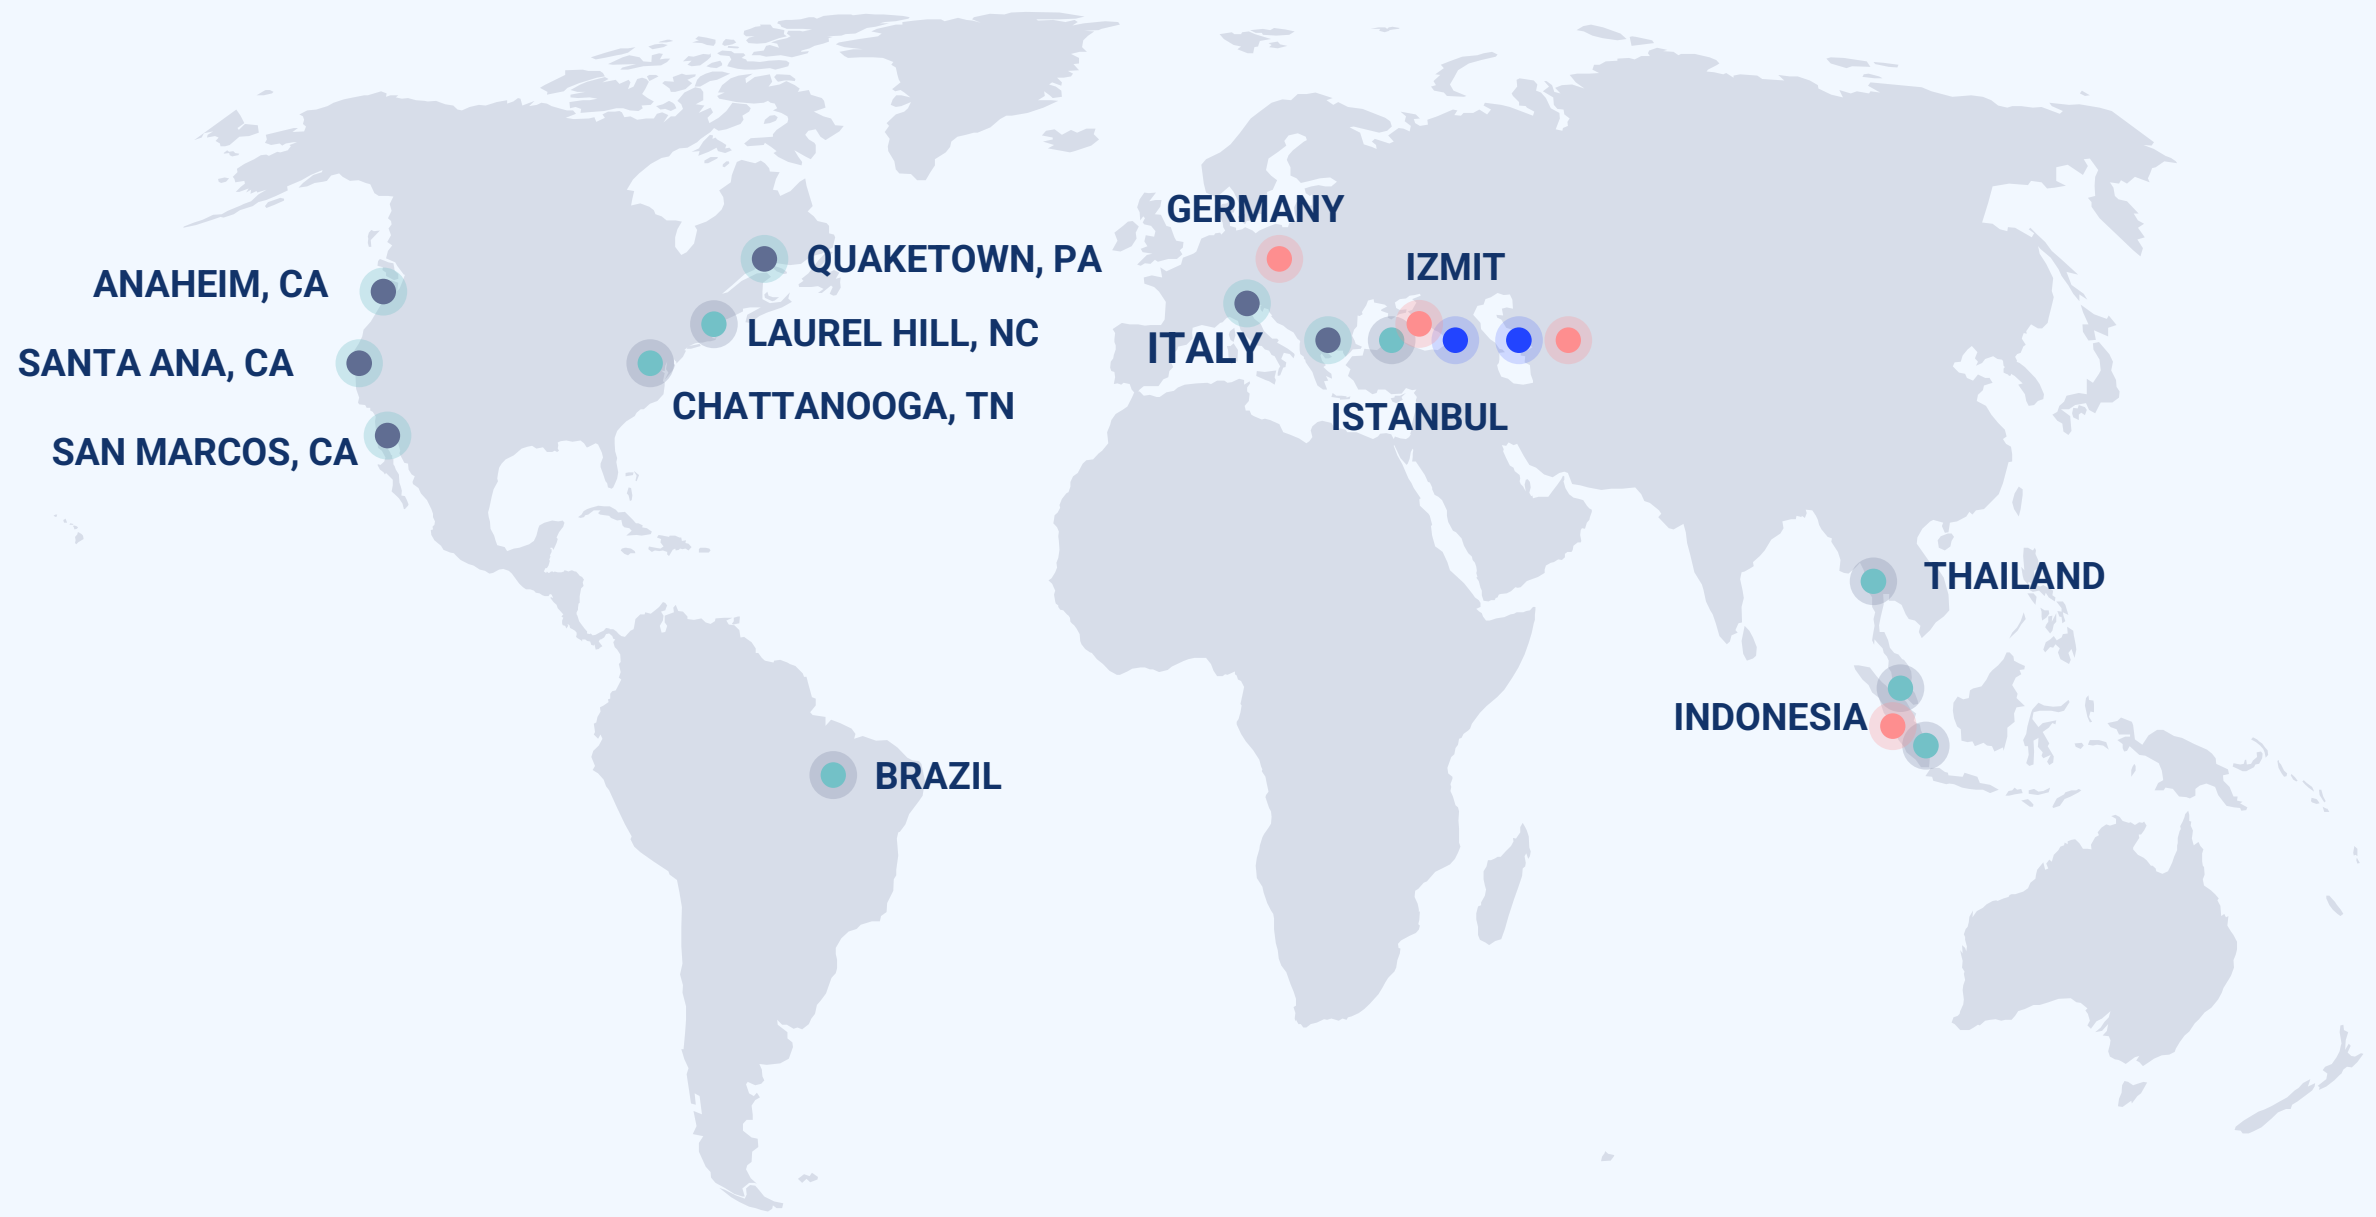 GERMANY
QUAKETOWN, PA
IZMIT
ANAHEIM, CA
LAUREL HILL, NC
ITALY
SANTA ANA, CA
CHATTANOOGA, TN
ISTANBUL
SAN MARCOS, CA
THAILAND
INDONESIA
BRAZIL